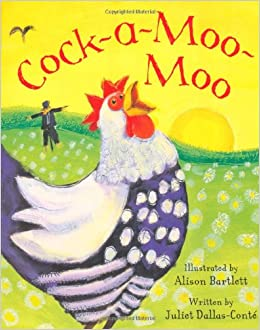 Cock-a-Moo-
Moo
Illustrated by
Alison Bartlett
Written by
Juliet Dallas-Conté